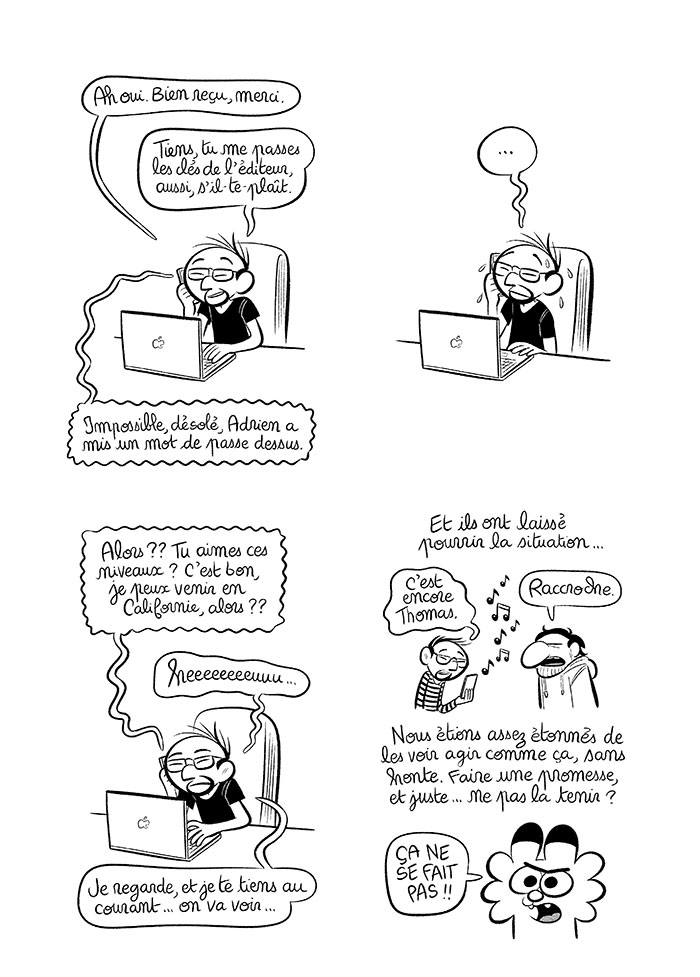 Ah oui. Bien reçu, merci.
Tiens, tu me passes
les clés de l'éditeur,
aussi, s'il-te-plaît.
Impossible, désolé, Adrien a
mis un mot de passe dessus.
...
Alors ?? Tu aimes ces
niveaux ? C'est bon,
je peux venir en
Californie, alors ??
heeeeeeeuuu...
Je regarde, et je te tiens au
courant... on va voir...
Et ils ont laissé
pourrir la situation...
C'est
encore
Thomas.
Raccroche.
Nous étions assez étonnés de
les voir agir comme ça, sans
honte. Faire une promesse,
et juste... ne pas la tenir ?
ÇA NE
SE FAIT
PAS !!